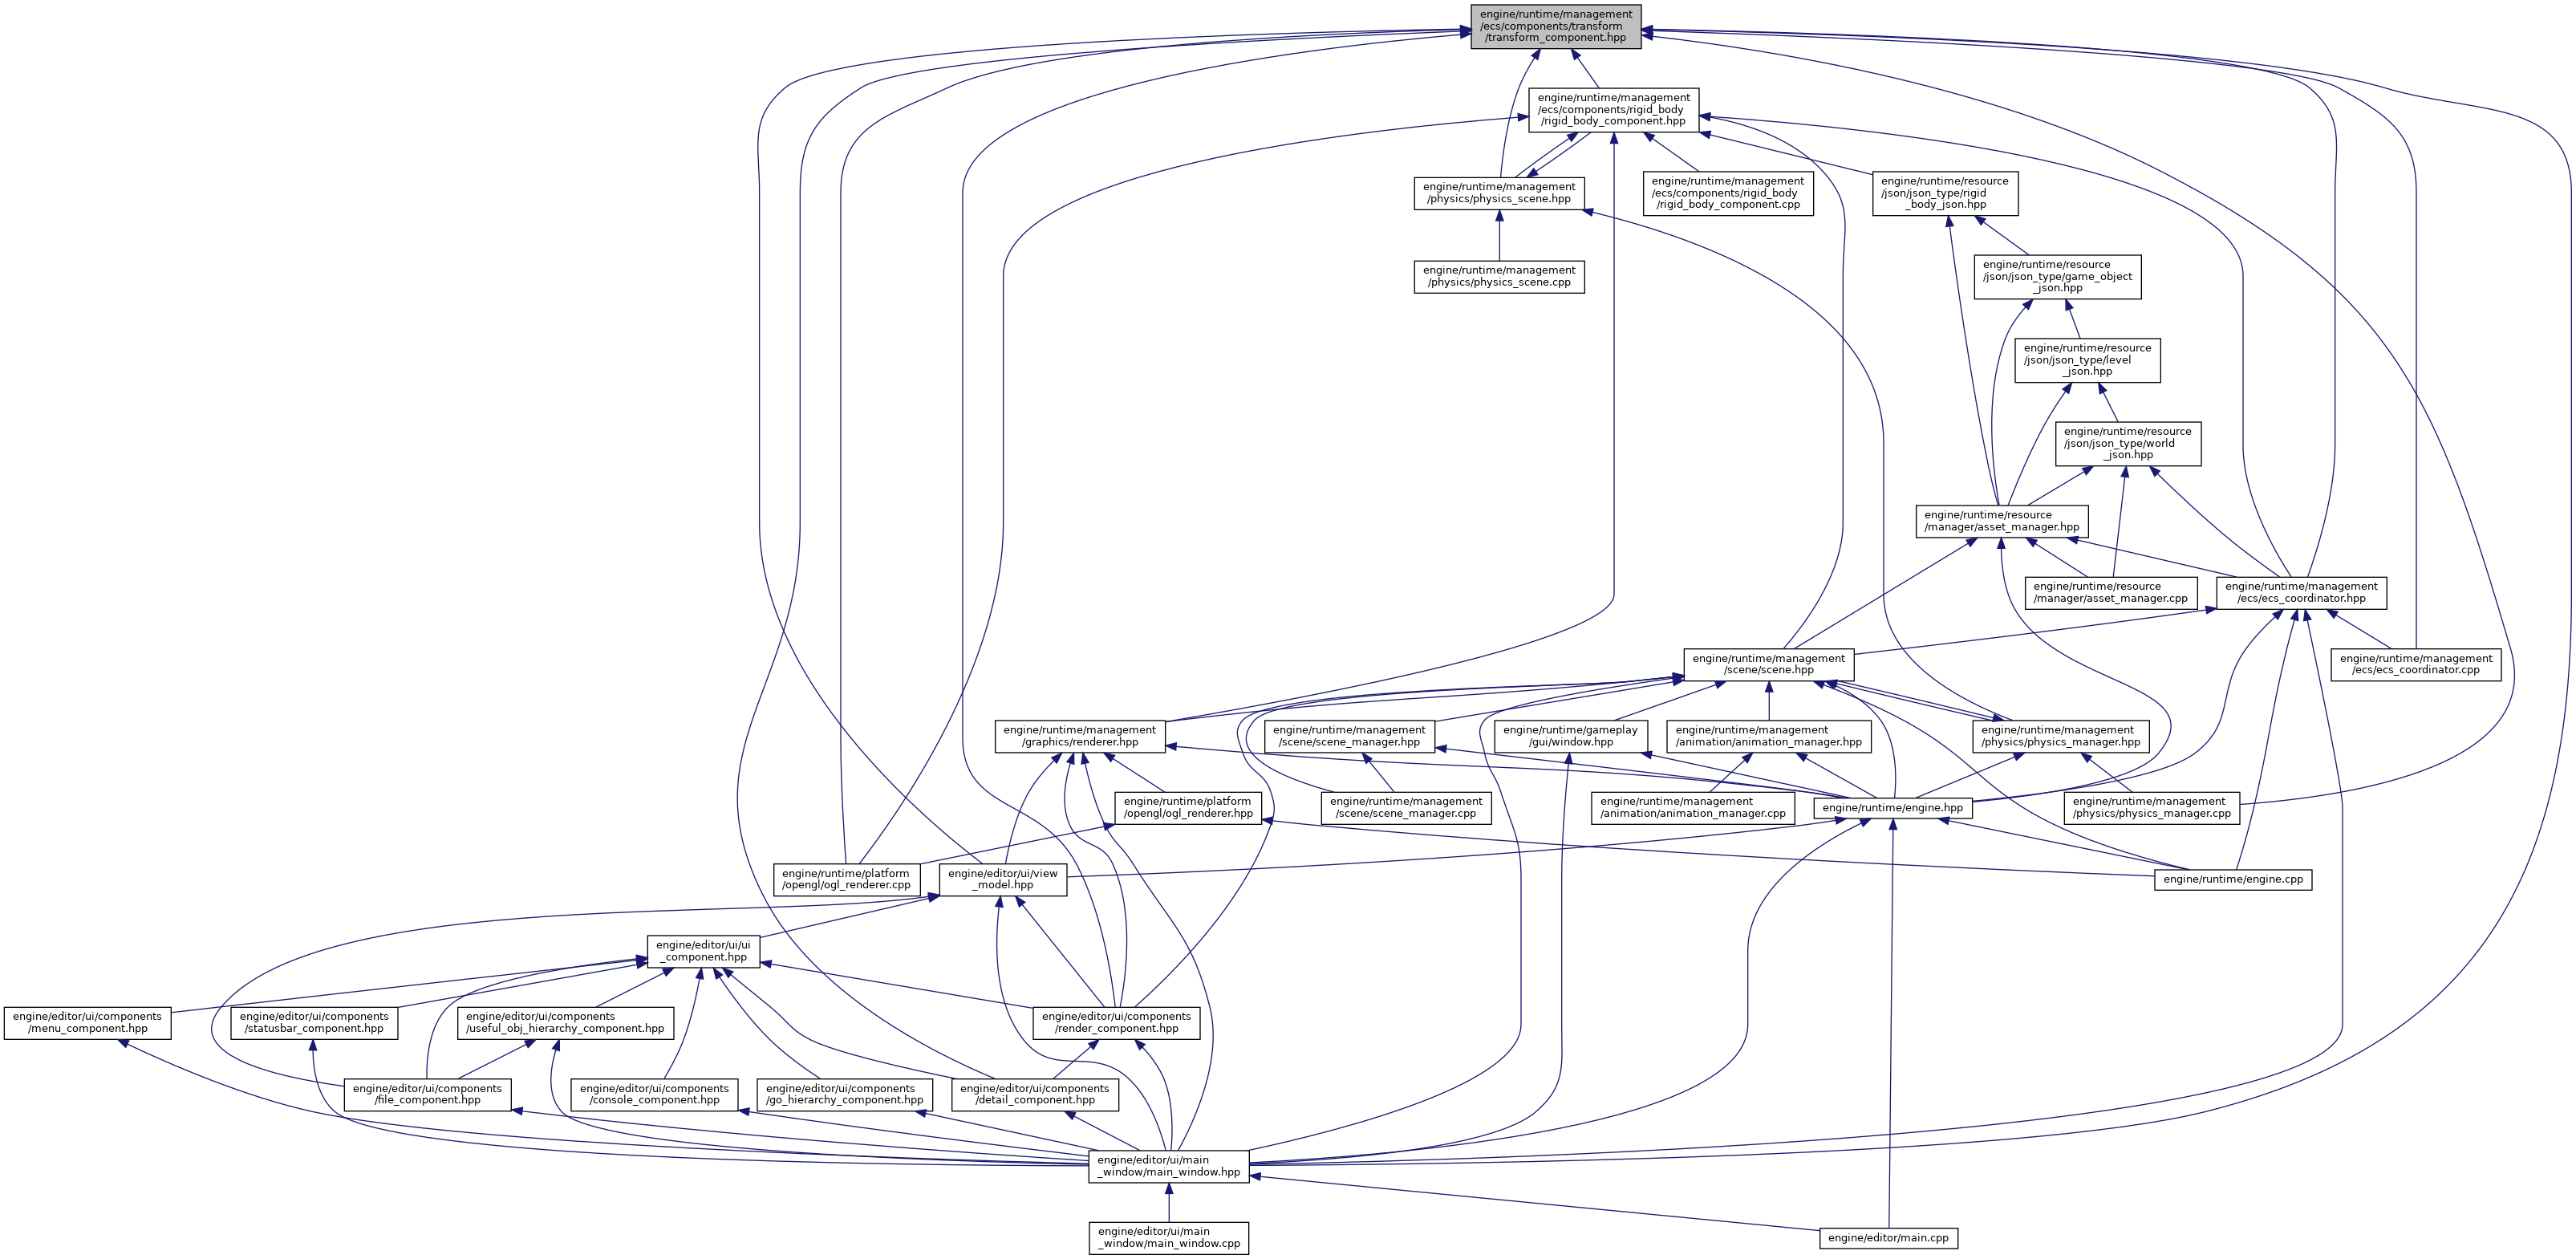 engine/runtime/management
/ecs/components/transform
/transform_component.hpp
engine/runtime/management
/ecs/components/rigid_body
/rigid_body_component.hpp
engine/runtime/management
/physics/physics_scene.hpp
engine/runtime/management
/ecs/components/rigid_body
/rigid_body_component.cpp
engine/runtime/resource
/json/json_type/rigid
_body_json.hpp
engine/runtime/management
/physics/physics_scene.cpp
engine/runtime/resource
/json/json_type/game_object
_json.hpp
engine/runtime/resource
/json/json_type/level
_json.hpp
engine/runtime/resource
/json/json_type/world
_json.hpp
engine/runtime/resource
/manager/asset_manager.hpp
engine/runtime/resource
/manager/asset_manager.cpp
engine/runtime/management
/ecs/ecs_coordinator.hpp
engine/runtime/management
/scene/scene.hpp
engine/runtime/management
/ecs/ecs_coordinator.cpp
engine/runtime/management
/graphics/renderer.hpp
engine/runtime/management
/scene/scene_manager.hpp
engine/runtime/gameplay
/gui/window.hpp
engine/runtime/management
/animation/animation_manager.hpp
engine/runtime/management
/physics/physics_manager.hpp
engine/runtime/platform
/opengl/ogl_renderer.hpp
engine/runtime/management
/scene/scene_manager.cpp
engine/runtime/management
/animation/animation_manager.cpp
engine/runtime/engine.hpp
engine/runtime/management
/physics/physics_manager.cpp
engine/runtime/platform
/opengl/ogl_renderer.cpp
engine/editor/ui/view
_model.hpp
engine/runtime/engine.cpp
engine/editor/ui/ui
_component.hpp
engine/editor/ui/components
/menu_component.hpp
engine/editor/ui/components
/statusbar_component.hpp
engine/editor/ui/components
/useful_obj_hierarchy_component.hpp
engine/editor/ui/components
/render_component.hpp
engine/editor/ui/components
/file_component.hpp
engine/editor/ui/components
/console_component.hpp
engine/editor/ui/components
/go_hierarchy_component.hpp
engine/editor/ui/components
/detail_component.hpp
engine/editor/ui/main
_window/main_window.hpp
engine/editor/ui/main
_window/main_window.cpp
engine/editor/main.cpp